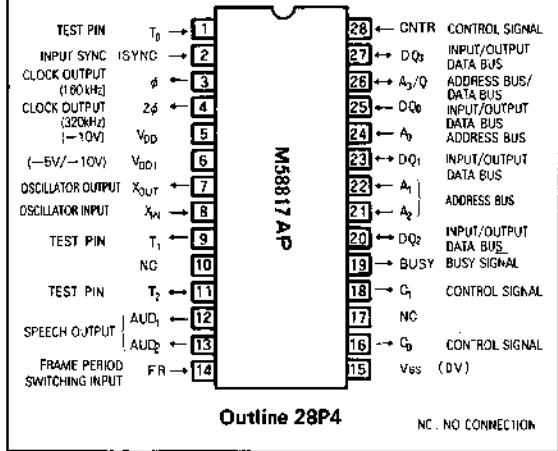 TEST PIN T₀ → 1
INPUT SYNC ISYNC → 2
CLOCK OUTPUT (160kHz) φ ← 3
CLOCK OUTPUT (320kHz) 2φ ← 4
(−10V) VDD 5
(−5V/−10V) VDD1 6
OSCILLATOR OUTPUT XOUT ← 7
OSCILLATOR INPUT XIN → 8
TEST PIN T₁ ← 9
NC 10
TEST PIN T₂ ↔ 11
SPEECH OUTPUT
AUD₁ ← 12
AUD₂ ← 13
FRAME PERIOD SWITCHING INPUT FR → 14
M58817AP
28 ← CNTR CONTROL SIGNAL
27 ↔ DQ₃ INPUT/OUTPUT DATA BUS
26 ↔ A₃/Q ADDRESS BUS/ DATA BUS
25 ↔ DQ₀ INPUT/OUTPUT DATA BUS
24 ← A₀ ADDRESS BUS
23 ↔ DQ₁ INPUT/OUTPUT DATA BUS
22 ← A₁
21 ← A₂
ADDRESS BUS
20 ↔ DQ₂ INPUT/OUTPUT DATA BUS
19 → BUSY BUSY SIGNAL
18 → C₁ CONTROL SIGNAL
17 NC
16 → C₀ CONTROL SIGNAL
15 VSS (0V)
Outline 28P4
NC : NO CONNECTION